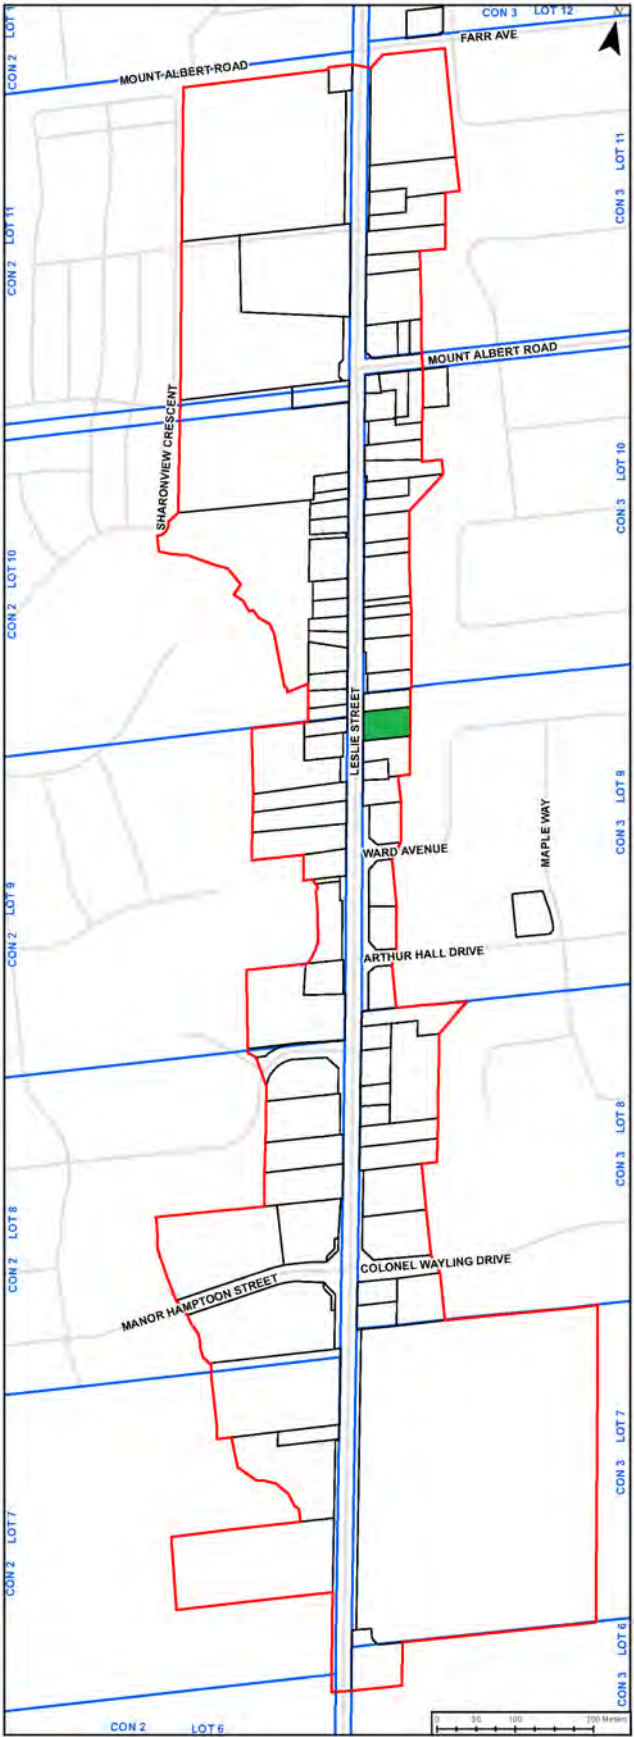 CON 3 LOT 12
N
CON 2 LOT 1
FARR AVE
MOUNT-ALBERT-ROAD
CON 3 LOT 11
CON 2 LOT 11
MOUNT ALBERT ROAD
SHARONVIEW CRESCENT
CON 3 LOT 10
CON 2 LOT 10
LESLIE STREET
CON 3 LOT 9
MAPLE WAY
WARD AVENUE
CON 2 LOT 9
ARTHUR HALL DRIVE
CON 3 LOT 8
CON 2 LOT 8
COLONEL WAYLING DRIVE
MANOR HAMPTOON STREET
CON 3 LOT 7
CON 2 LOT 7
CON 3 LOT 6
0 50 100 200 Meters
CON 2 LOT 6